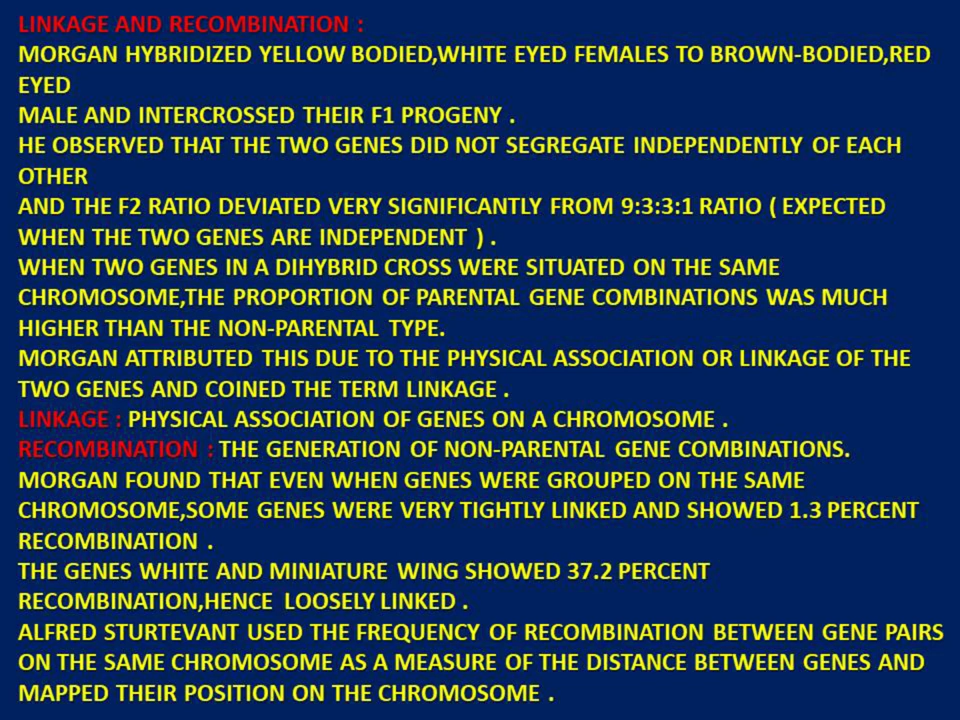 LINKAGE AND RECOMBINATION :
MORGAN HYBRIDIZED YELLOW BODIED,WHITE EYED FEMALES TO BROWN-BODIED,RED
EYED
MALE AND INTERCROSSED THEIR F1 PROGENY .
HE OBSERVED THAT THE TWO GENES DID NOT SEGREGATE INDEPENDENTLY OF EACH
OTHER
AND THE F2 RATIO DEVIATED VERY SIGNIFICANTLY FROM 9:3:3:1 RATIO ( EXPECTED
WHEN THE TWO GENES ARE INDEPENDENT ) .
WHEN TWO GENES IN A DIHYBRID CROSS WERE SITUATED ON THE SAME
CHROMOSOME,THE PROPORTION OF PARENTAL GENE COMBINATIONS WAS MUCH
HIGHER THAN THE NON-PARENTAL TYPE.
MORGAN ATTRIBUTED THIS DUE TO THE PHYSICAL ASSOCIATION OR LINKAGE OF THE
TWO GENES AND COINED THE TERM LINKAGE .
LINKAGE : PHYSICAL ASSOCIATION OF GENES ON A CHROMOSOME .
RECOMBINATION : THE GENERATION OF NON-PARENTAL GENE COMBINATIONS.
MORGAN FOUND THAT EVEN WHEN GENES WERE GROUPED ON THE SAME
CHROMOSOME,SOME GENES WERE VERY TIGHTLY LINKED AND SHOWED 1.3 PERCENT
RECOMBINATION .
THE GENES WHITE AND MINIATURE WING SHOWED 37.2 PERCENT
RECOMBINATION,HENCE LOOSELY LINKED .
ALFRED STURTEVANT USED THE FREQUENCY OF RECOMBINATION BETWEEN GENE PAIRS
ON THE SAME CHROMOSOME AS A MEASURE OF THE DISTANCE BETWEEN GENES AND
MAPPED THEIR POSITION ON THE CHROMOSOME .